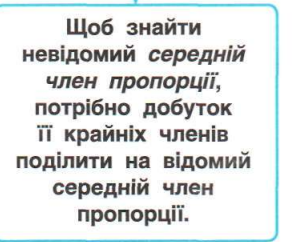 Щоб знайти
невідомий середній
член пропорції,
потрібно добуток
її крайніх членів
поділити на відомий
середній член
пропорції.